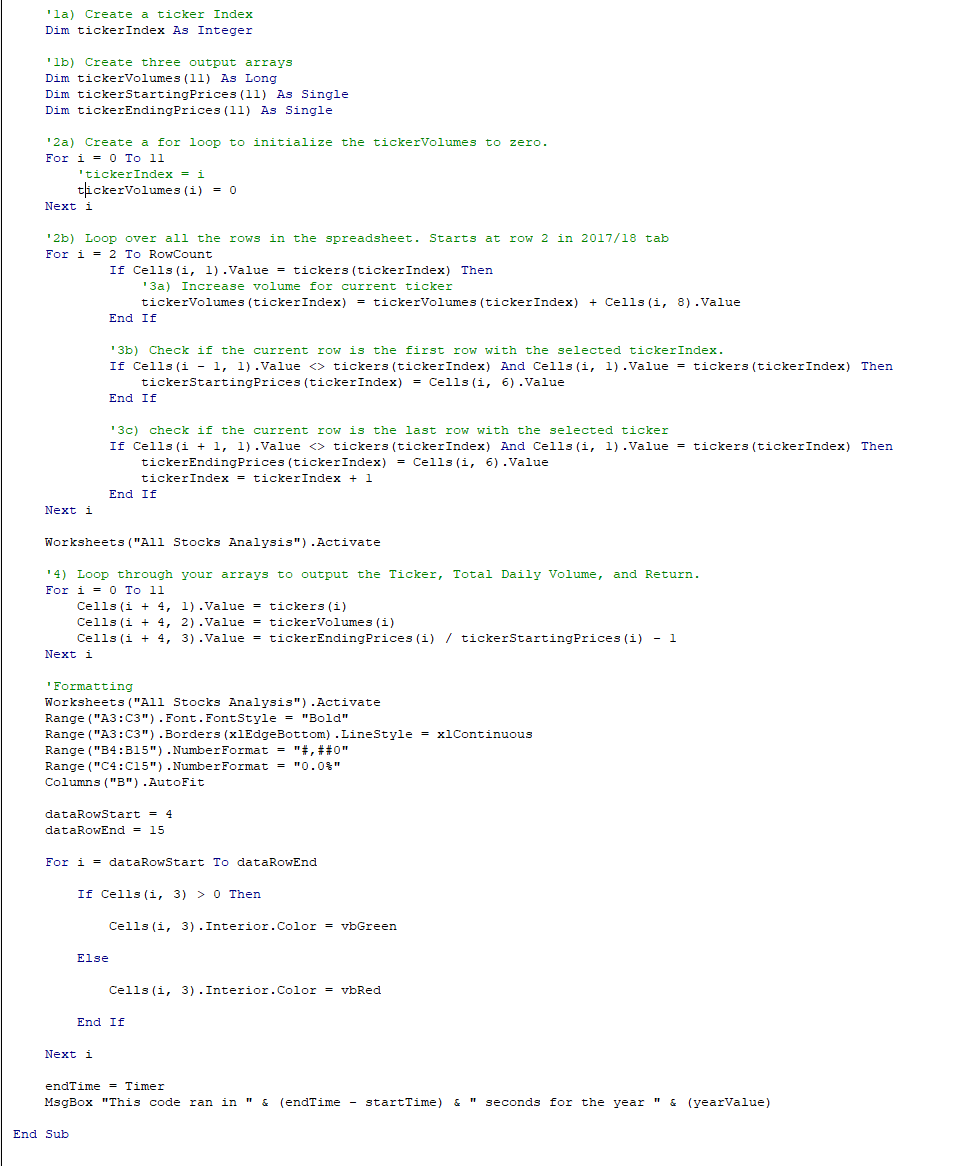 '1a) Create a ticker Index
Dim tickerIndex As Integer
'1b) Create three output arrays
Dim tickerVolumes(11) As Long
Dim tickerStartingPrices(11) As Single
Dim tickerEndingPrices(11) As Single
'2a) Create a for loop to initialize the tickerVolumes to zero.
For i = 0 To 11
'tickerIndex = i
tickerVolumes(i) = 0
Next i
'2b) Loop over all the rows in the spreadsheet. Starts at row 2 in 2017/18 tab
For i = 2 To RowCount
If Cells(i, 1).Value = tickers(tickerIndex) Then
'3a) Increase volume for current ticker
tickerVolumes(tickerIndex) = tickerVolumes(tickerIndex) + Cells(i, 8).Value
End If
'3b) Check if the current row is the first row with the selected tickerIndex.
If Cells(i - 1, 1).Value <> tickers(tickerIndex) And Cells(i, 1).Value = tickers(tickerIndex) Then
tickerStartingPrices(tickerIndex) = Cells(i, 6).Value
End If
'3c) check if the current row is the last row with the selected ticker
If Cells(i + 1, 1).Value <> tickers(tickerIndex) And Cells(i, 1).Value = tickers(tickerIndex) Then
tickerEndingPrices(tickerIndex) = Cells(i, 6).Value
tickerIndex = tickerIndex + 1
End If
Next i
Worksheets("All Stocks Analysis").Activate
'4) Loop through your arrays to output the Ticker, Total Daily Volume, and Return.
For i = 0 To 11
Cells(i + 4, 1).Value = tickers(i)
Cells(i + 4, 2).Value = tickerVolumes(i)
Cells(i + 4, 3).Value = tickerEndingPrices(i) / tickerStartingPrices(i) - 1
Next i
'Formatting
Worksheets("All Stocks Analysis").Activate
Range("A3:C3").Font.FontStyle = "Bold"
Range("A3:C3").Borders(xlEdgeBottom).LineStyle = xlContinuous
Range("B4:B15").NumberFormat = "#,##0"
Range("C4:C15").NumberFormat = "0.0%"
Columns("B").AutoFit
dataRowStart = 4
dataRowEnd = 15
For i = dataRowStart To dataRowEnd
If Cells(i, 3) > 0 Then
Cells(i, 3).Interior.Color = vbGreen
Else
Cells(i, 3).Interior.Color = vbRed
End If
Next i
endTime = Timer
MsgBox "This code ran in " & (endTime - startTime) & " seconds for the year " & (yearValue)
End Sub